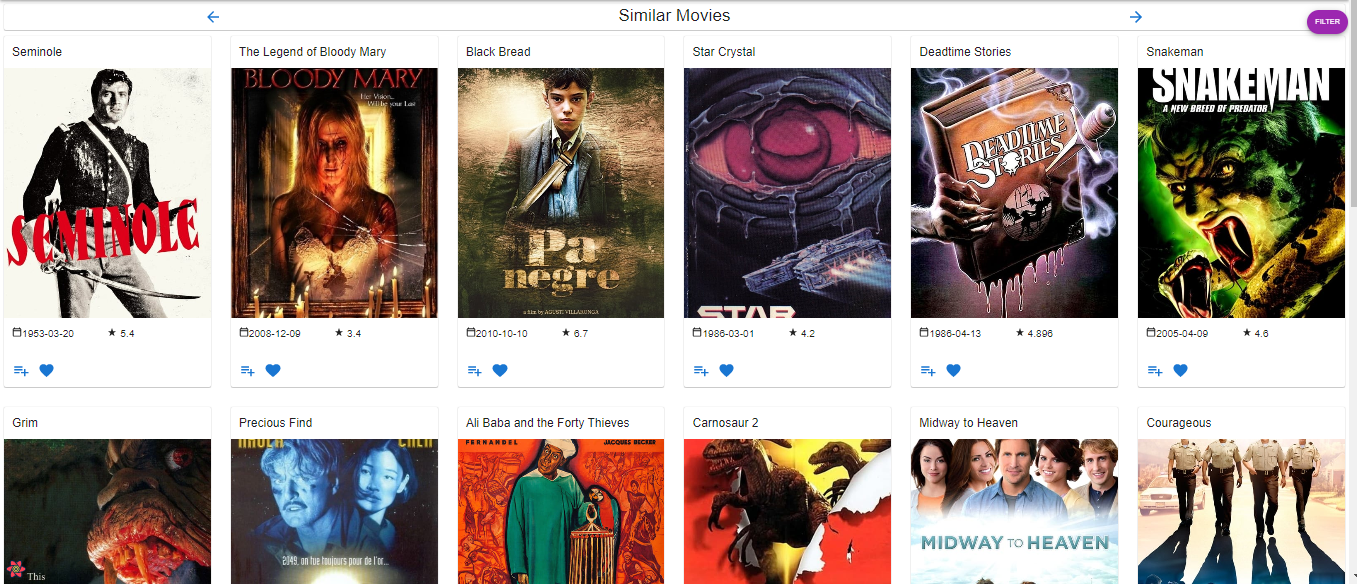 Similar Movies
FILTER
Seminole
The Legend of Bloody Mary
Black Bread
Star Crystal
Deadtime Stories
Snakeman
SEMINOLE
BLOODY MARY
Her Vision...
Will be your Last
Pa
negre
a film by AGUSTÍ VILLARONGA
STAR
DEADTIME
STORIES
SNAKEMAN
A NEW BREED OF PREDATOR
1953-03-20 ★ 5.4
2008-12-09 ★ 3.4
2010-10-10 ★ 6.7
1986-03-01 ★ 4.2
1986-04-13 ★ 4.896
2005-04-09 ★ 4.6
Grim
Precious Find
Ali Baba and the Forty Thieves
Carnosaur 2
Midway to Heaven
Courageous
This
HAUER CHEN
2049, on tue toujours pour de l'or...
FERNANDEL JACQUES BECKER
MIDWAY TO HEAVEN